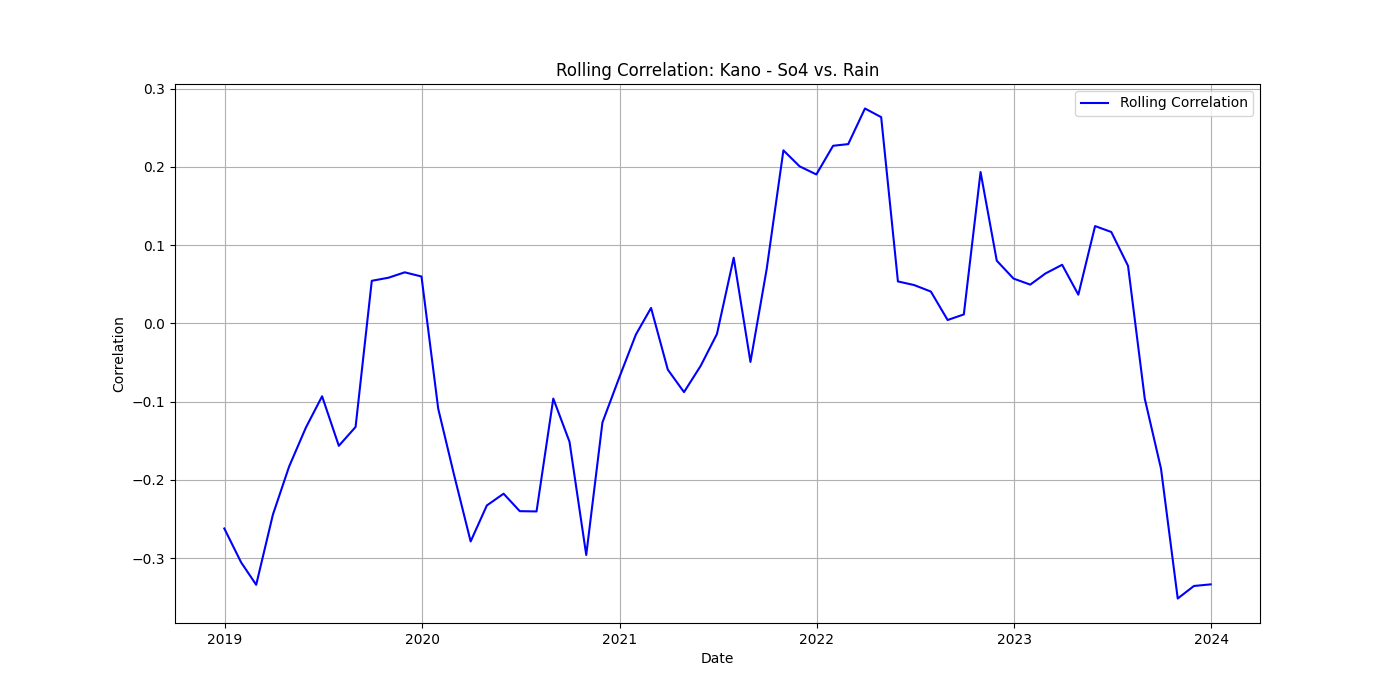 Rolling Correlation: Kano - So4 vs. Rain
Rolling Correlation
0.3
0.2
0.1
0.0
−0.1
−0.2
−0.3
Correlation
2019 2020 2021 2022 2023 2024
Date